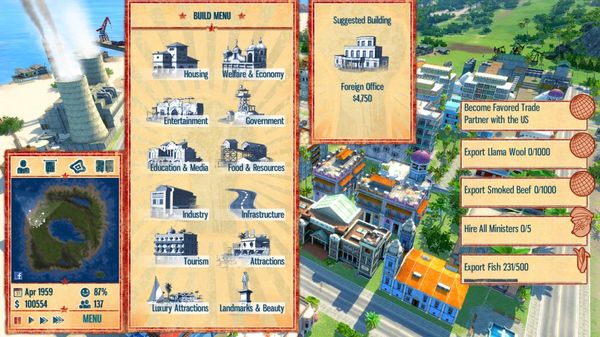 BUILD MENU
Housing
Welfare & Economy
Entertainment
Government
Education & Media
Food & Resources
Industry
Infrastructure
Tourism
Attractions
Luxury Attractions
Landmarks & Beauty
Suggested Building
Foreign Office
$4,750
Become Favored Trade
Partner with the US
Export Llama Wool 0/1000
Export Smoked Beef 0/1000
Hire All Ministers 0/5
Export Fish 231/500
f
Apr 1959
87%
$ 100554
137
MENU